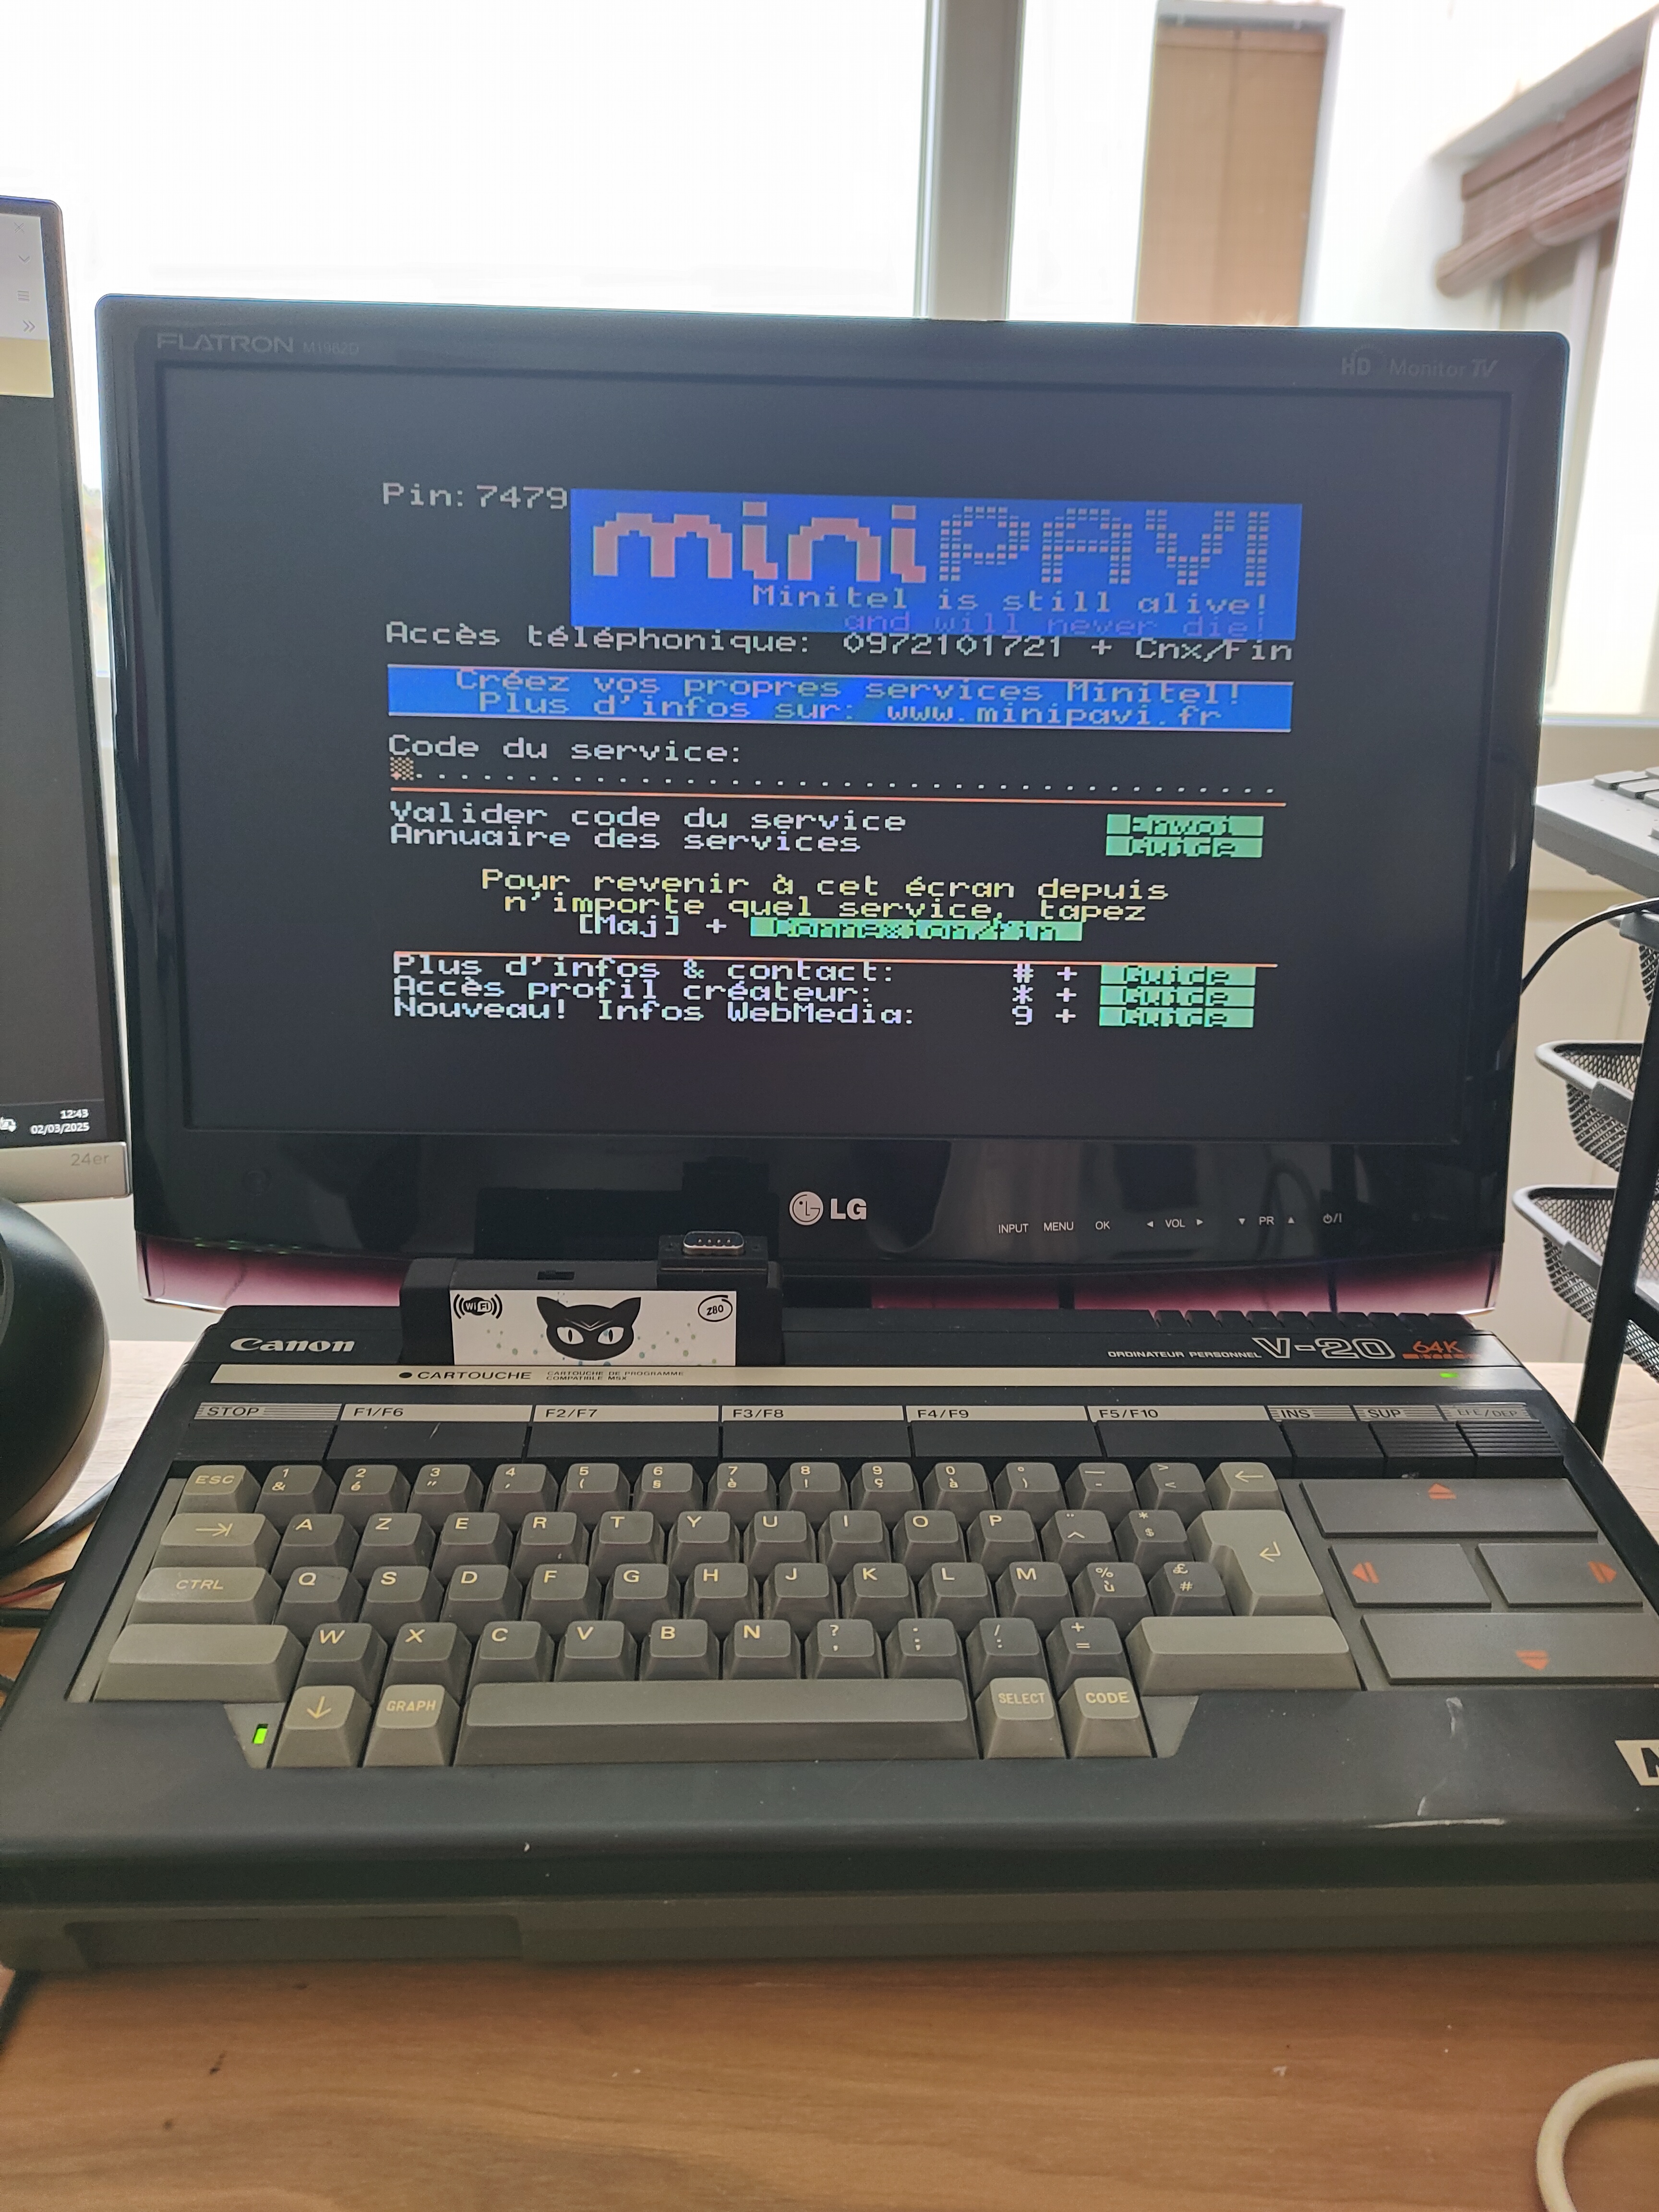 FLATRON M1962D
HD Monitor TV
Pin: 7479
miniPAVI
Minitel is still alive!
and will never die!
Accès téléphonique: 0972101721 + Cnx/Fin
Créez vos propres services Minitel!
Plus d'infos sur: www.minipavi.fr
Code du service:
Valider code du service Envoi
Annuaire des services Guide
Pour revenir à cet écran depuis
n'importe quel service, tapez
[Maj] + Connexion/Fin
Plus d'infos & contact: # + Guide
Accès profil créateur: * + Guide
Nouveau! Infos WebMedia: 9 + Guide
12:43
02/03/2025
24er
LG
INPUT MENU OK ◄ VOL ► ▼ PR ▲ ⏻/I
WiFi
Z80
Canon
ORDINATEUR PERSONNEL V-20 64K
● CARTOUCHE CARTOUCHE DE PROGRAMME
COMPATIBLE MSX
STOP F1/F6 F2/F7 F3/F8 F4/F9 F5/F10 INS SUP EFE/DEP
ESC 1 & 2 é 3 " 4 ' 5 ( 6 § 7 è 8 ! 9 ç 0 à ° ) — - > < ←
→| A Z E R T Y U I O P ¨ ^ * $ ↵
CTRL Q S D F G H J K L M % ù £ #
W X C V B N ? , . ; / : + =
↓ GRAPH SELECT CODE